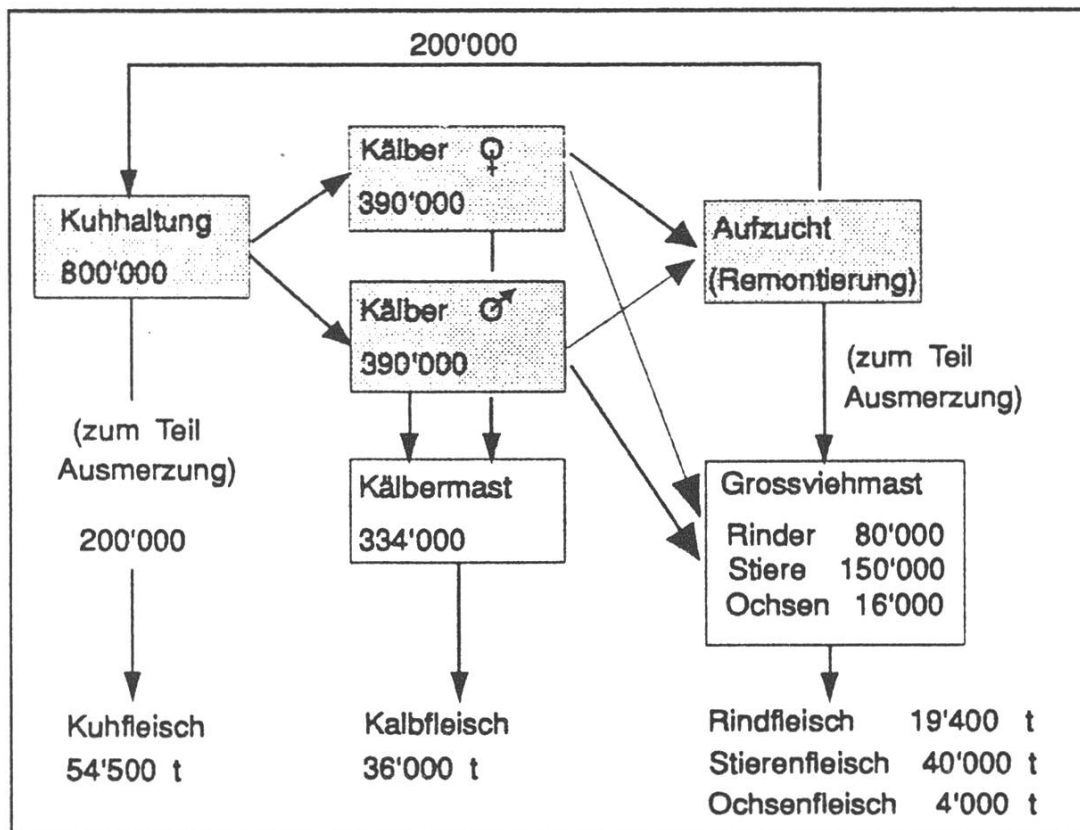 200'000
Kälber ♀
390'000
Kuhhaltung
800'000
Aufzucht
(Remontierung)
Kälber ♂
390'000
(zum Teil
Ausmerzung)
200'000
(zum Teil
Ausmerzung)
Kälbermast
334'000
Grossviehmast
Rinder 80'000
Stiere 150'000
Ochsen 16'000
Kuhfleisch
54'500 t
Kalbfleisch
36'000 t
Rindfleisch 19'400 t
Stierenfleisch 40'000 t
Ochsenfleisch 4'000 t